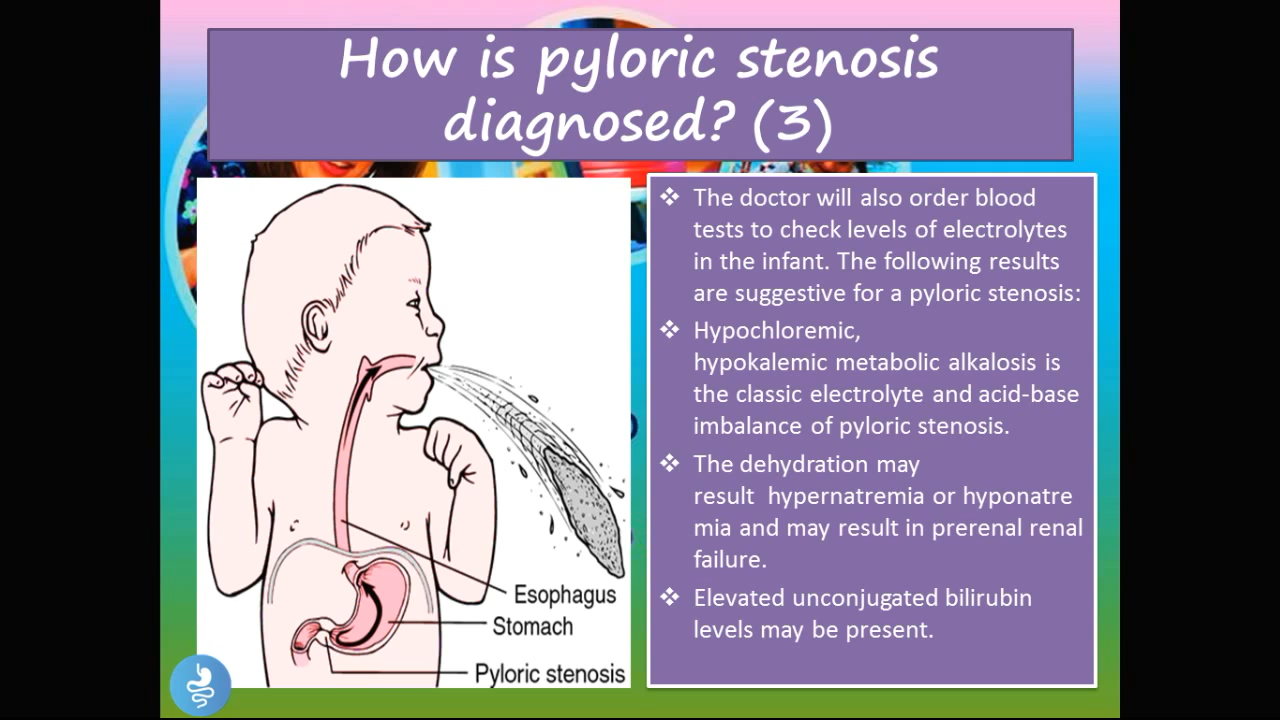 How is pyloric stenosis
diagnosed? (3)
❖ The doctor will also order blood
tests to check levels of electrolytes
in the infant. The following results
are suggestive for a pyloric stenosis:
❖ Hypochloremic,
hypokalemic metabolic alkalosis is
the classic electrolyte and acid-base
imbalance of pyloric stenosis.
❖ The dehydration may
result  hypernatremia or hyponatre
mia and may result in prerenal renal
failure.
❖ Elevated unconjugated bilirubin
levels may be present.
Esophagus
Stomach
Pyloric stenosis